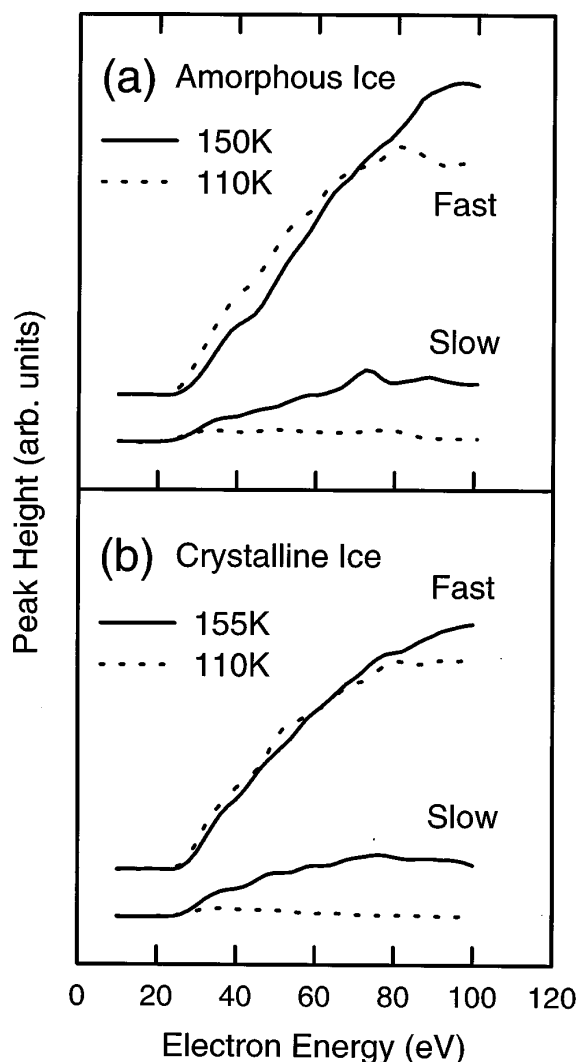 (a) Amorphous Ice
150K
110K
Fast
Slow
Peak Height (arb. units)
(b) Crystalline Ice
Fast
155K
110K
Slow
0 20 40 60 80 100 120
Electron Energy (eV)